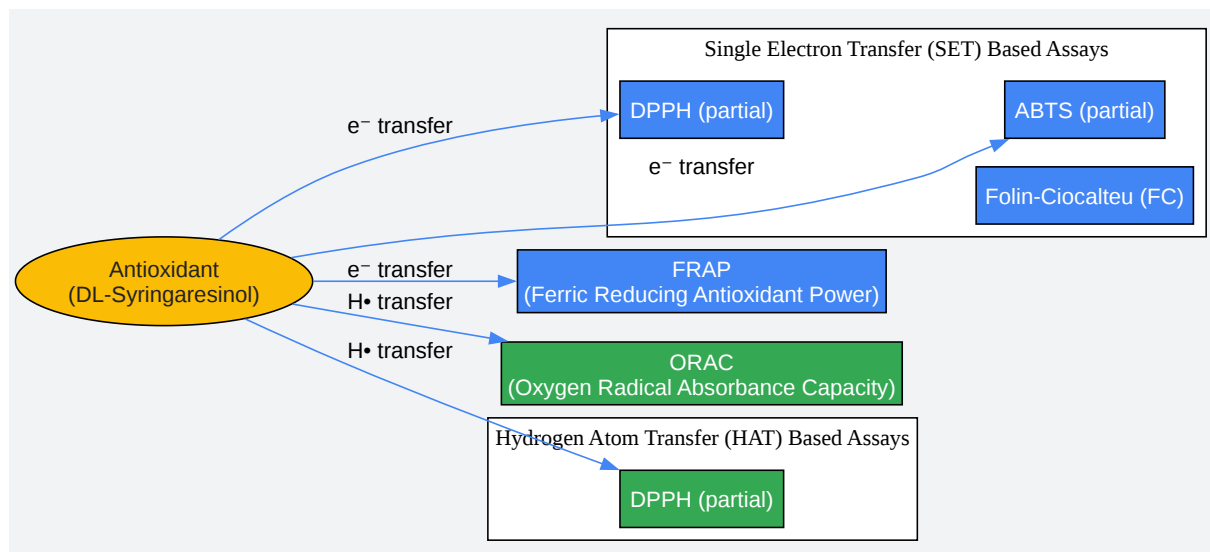 Single Electron Transfer (SET) Based Assays
DPPH (partial)
ABTS (partial)
e⁻ transfer
e⁻ transfer
Folin-Ciocalteu (FC)
Antioxidant
(DL-Syringaresinol)
e⁻ transfer
FRAP
(Ferric Reducing Antioxidant Power)
H• transfer
H• transfer
ORAC
(Oxygen Radical Absorbance Capacity)
Hydrogen Atom Transfer (HAT) Based Assays
DPPH (partial)